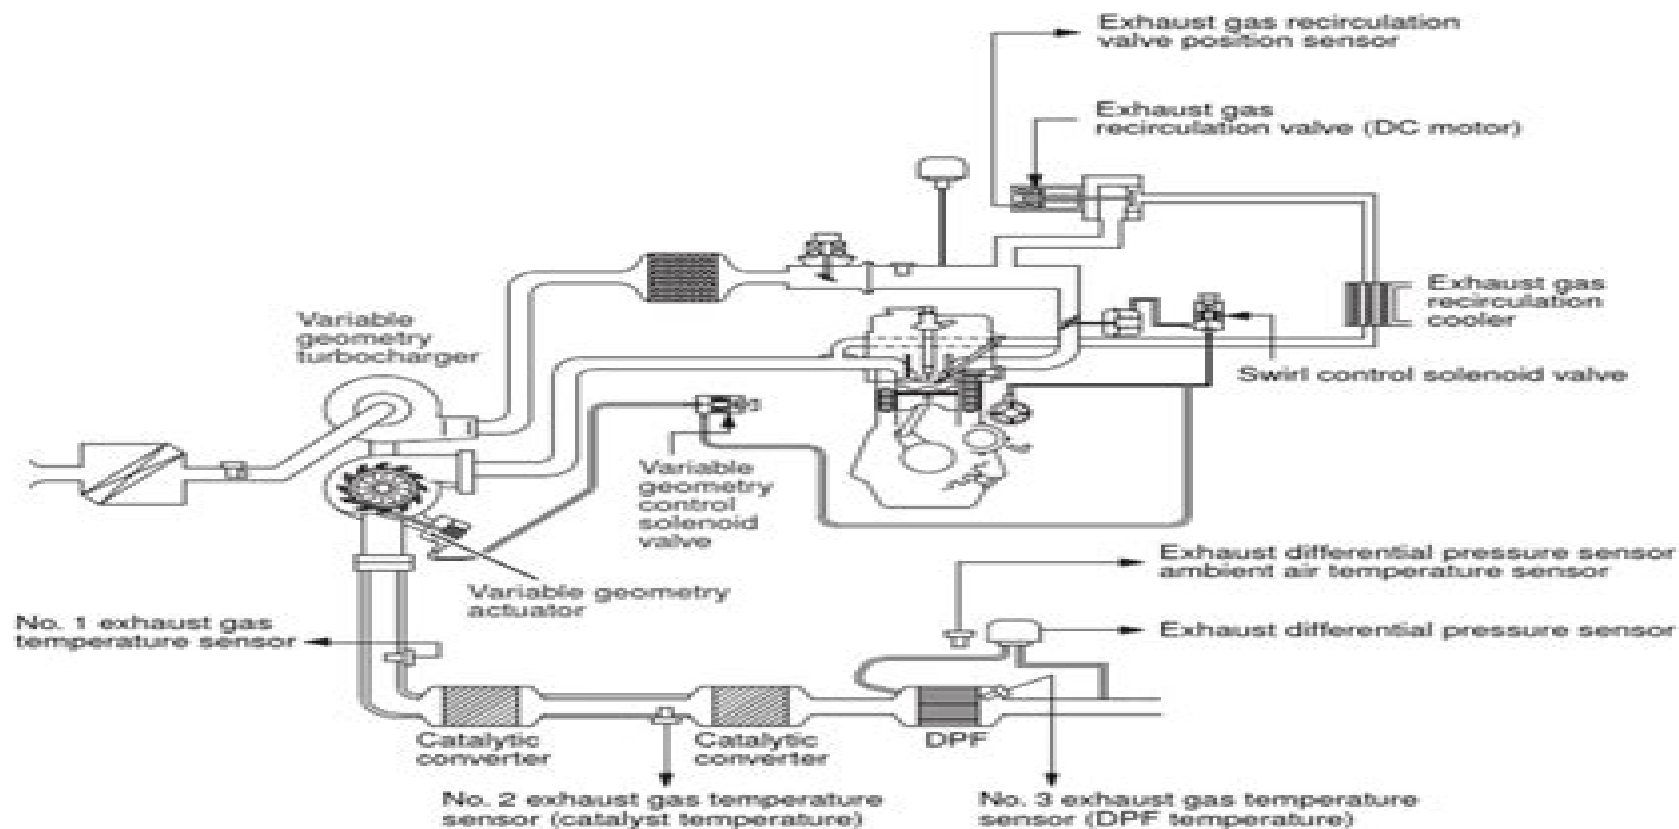 Exhaust gas recirculation
valve position sensor
Exhaust gas
recirculation valve (DC motor)
Exhaust gas
recirculation
cooler
Variable
geometry
turbocharger
Swirl control solenoid valve
Variable
geometry
control
solenoid
valve
Exhaust differential pressure sensor
ambient air temperature sensor
Variable geometry
actuator
No. 1 exhaust gas
temperature sensor
Exhaust differential pressure sensor
Catalytic
converter
Catalytic
converter
DPF
No. 2 exhaust gas temperature
sensor (catalyst temperature)
No. 3 exhaust gas temperature
sensor (DPF temperature)